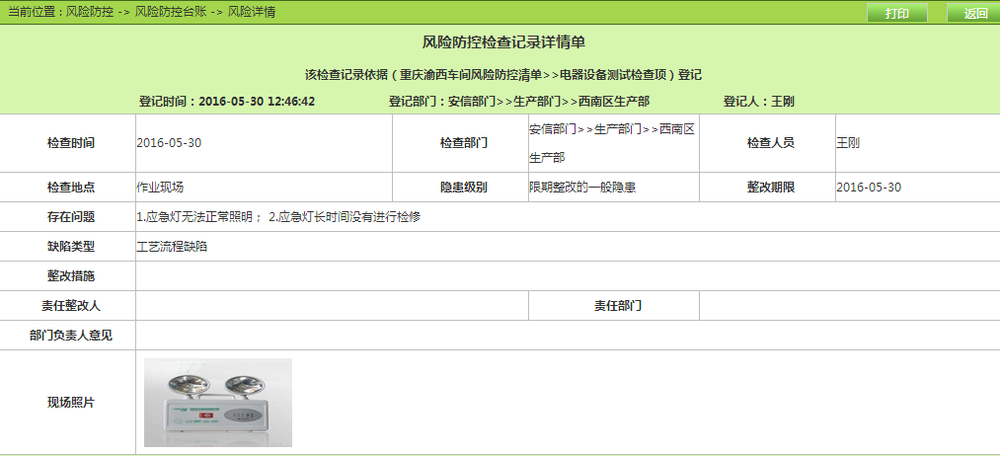 当前位置：风险防控 -> 风险防控台账 -> 风险详情
打印
返回
风险防控检查记录详情单
该检查记录依据（重庆渝西车间风险防控清单>>电器设备测试检查项）登记
登记时间：2016-05-30 12:46:42
登记部门：安信部门>>生产部门>>西南区生产部
登记人：王刚
检查时间
2016-05-30
检查部门
安信部门>>生产部门>>西南区
生产部
检查人员
王刚
检查地点
作业现场
隐患级别
限期整改的一般隐患
整改期限
2016-05-30
存在问题
1.应急灯无法正常照明； 2.应急灯长时间没有进行检修
缺陷类型
工艺流程缺陷
整改措施
责任整改人
责任部门
部门负责人意见
现场照片